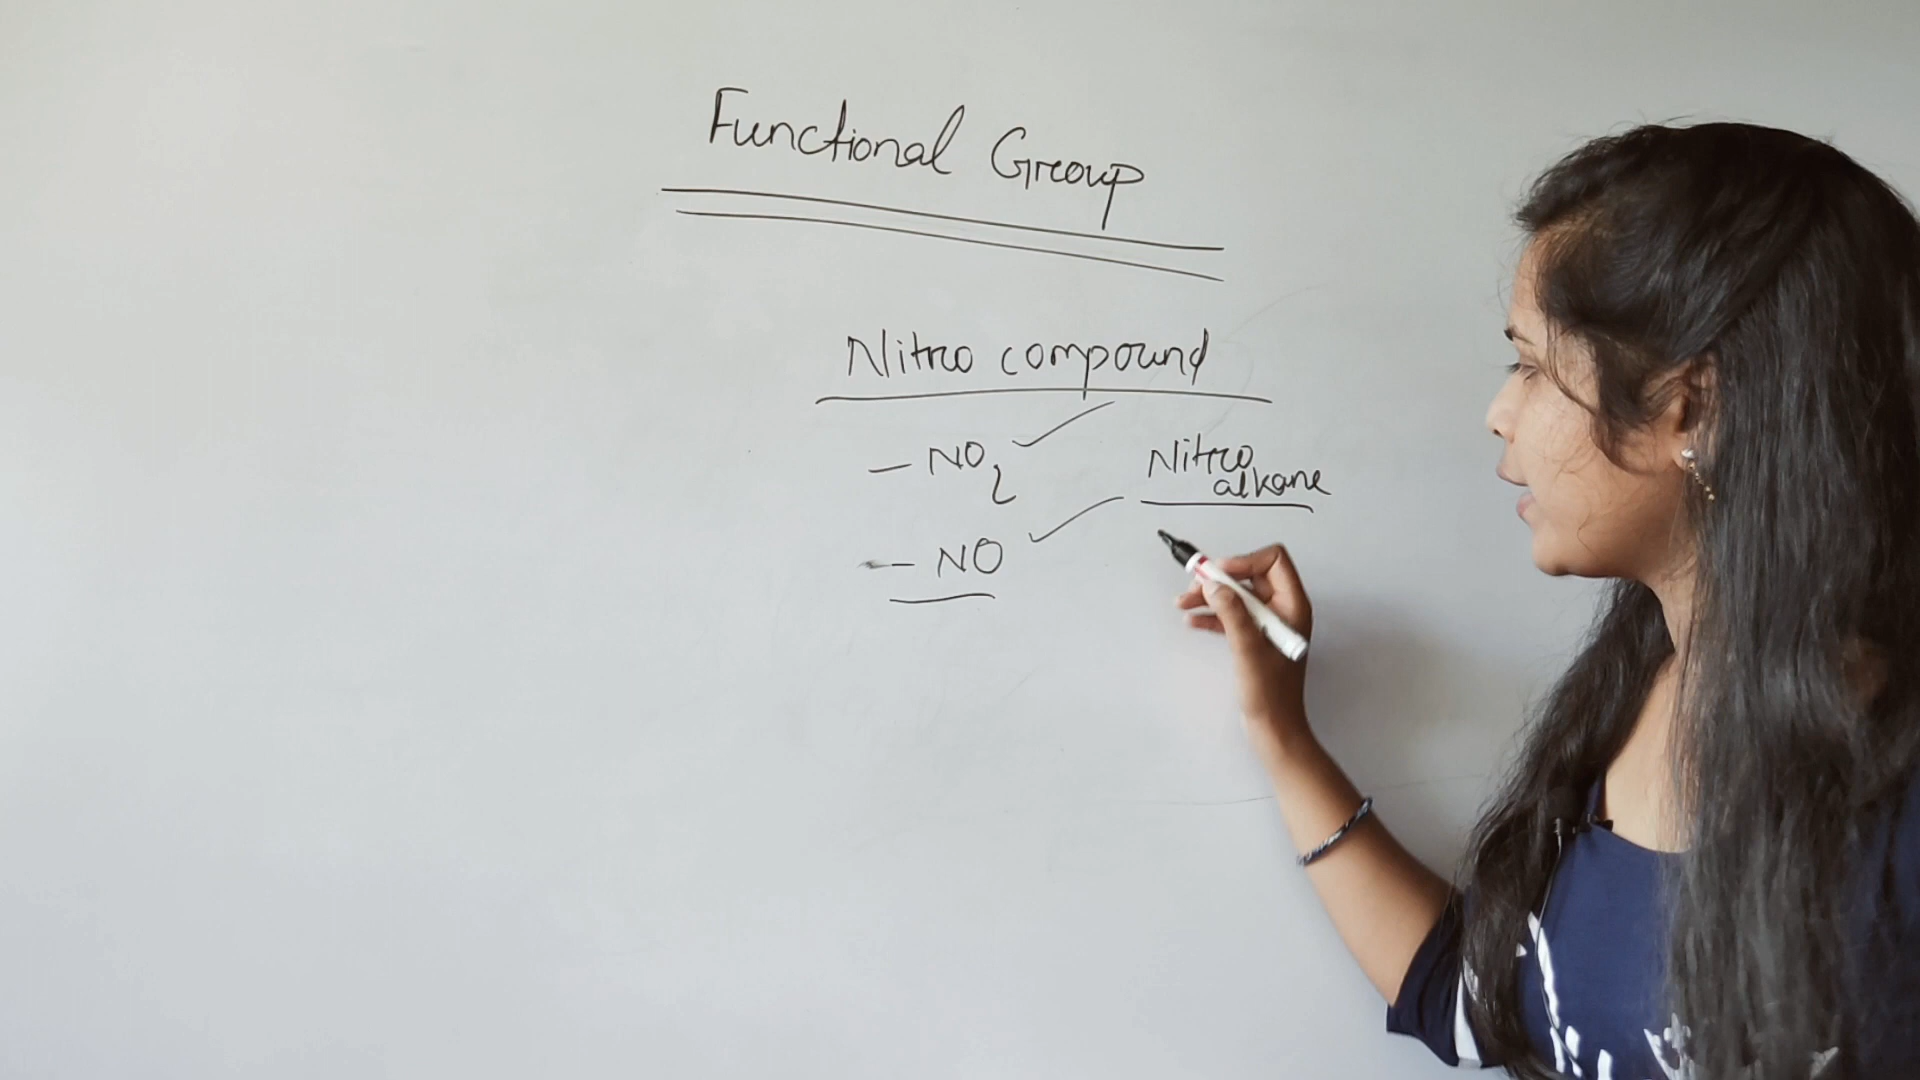 Functional Group
Nitro compound
- NO2
Nitro
alkane
- NO